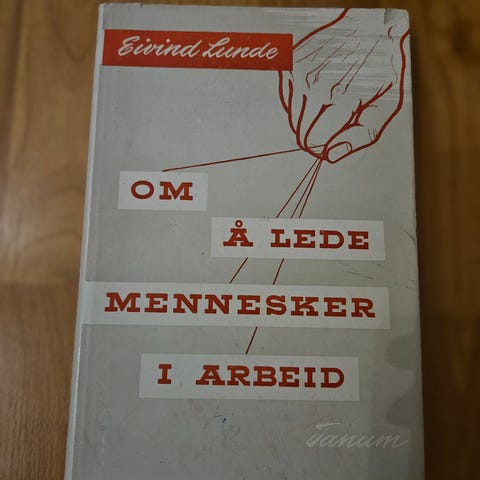 Eivind Lunde
OM
Å LEDE
MENNESKER
I ARBEID
Tanum